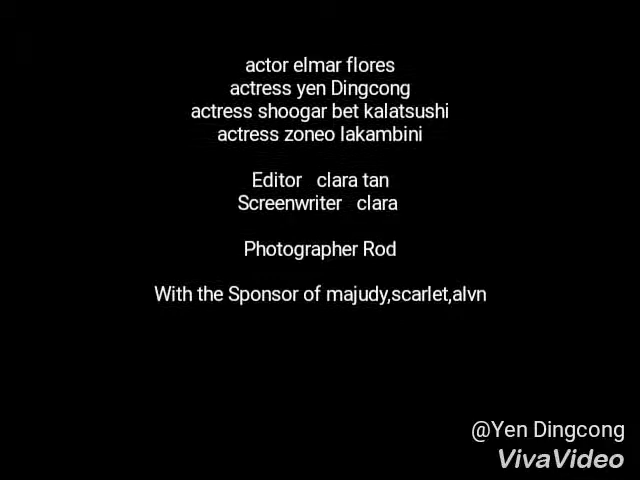 actor elmar flores
actress yen Dingcong
actress shoogar bet kalatsushi
actress zoneo lakambini
Editor clara tan
Screenwriter clara
Photographer Rod
With the Sponsor of majudy,scarlet,alvn
@Yen Dingcong
VivaVideo